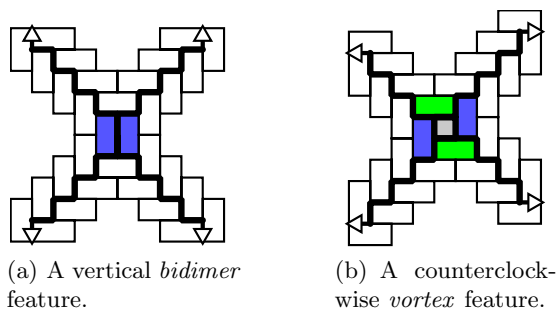 (a) A vertical bidimer
feature.
(b) A counterclock-
wise vortex feature.